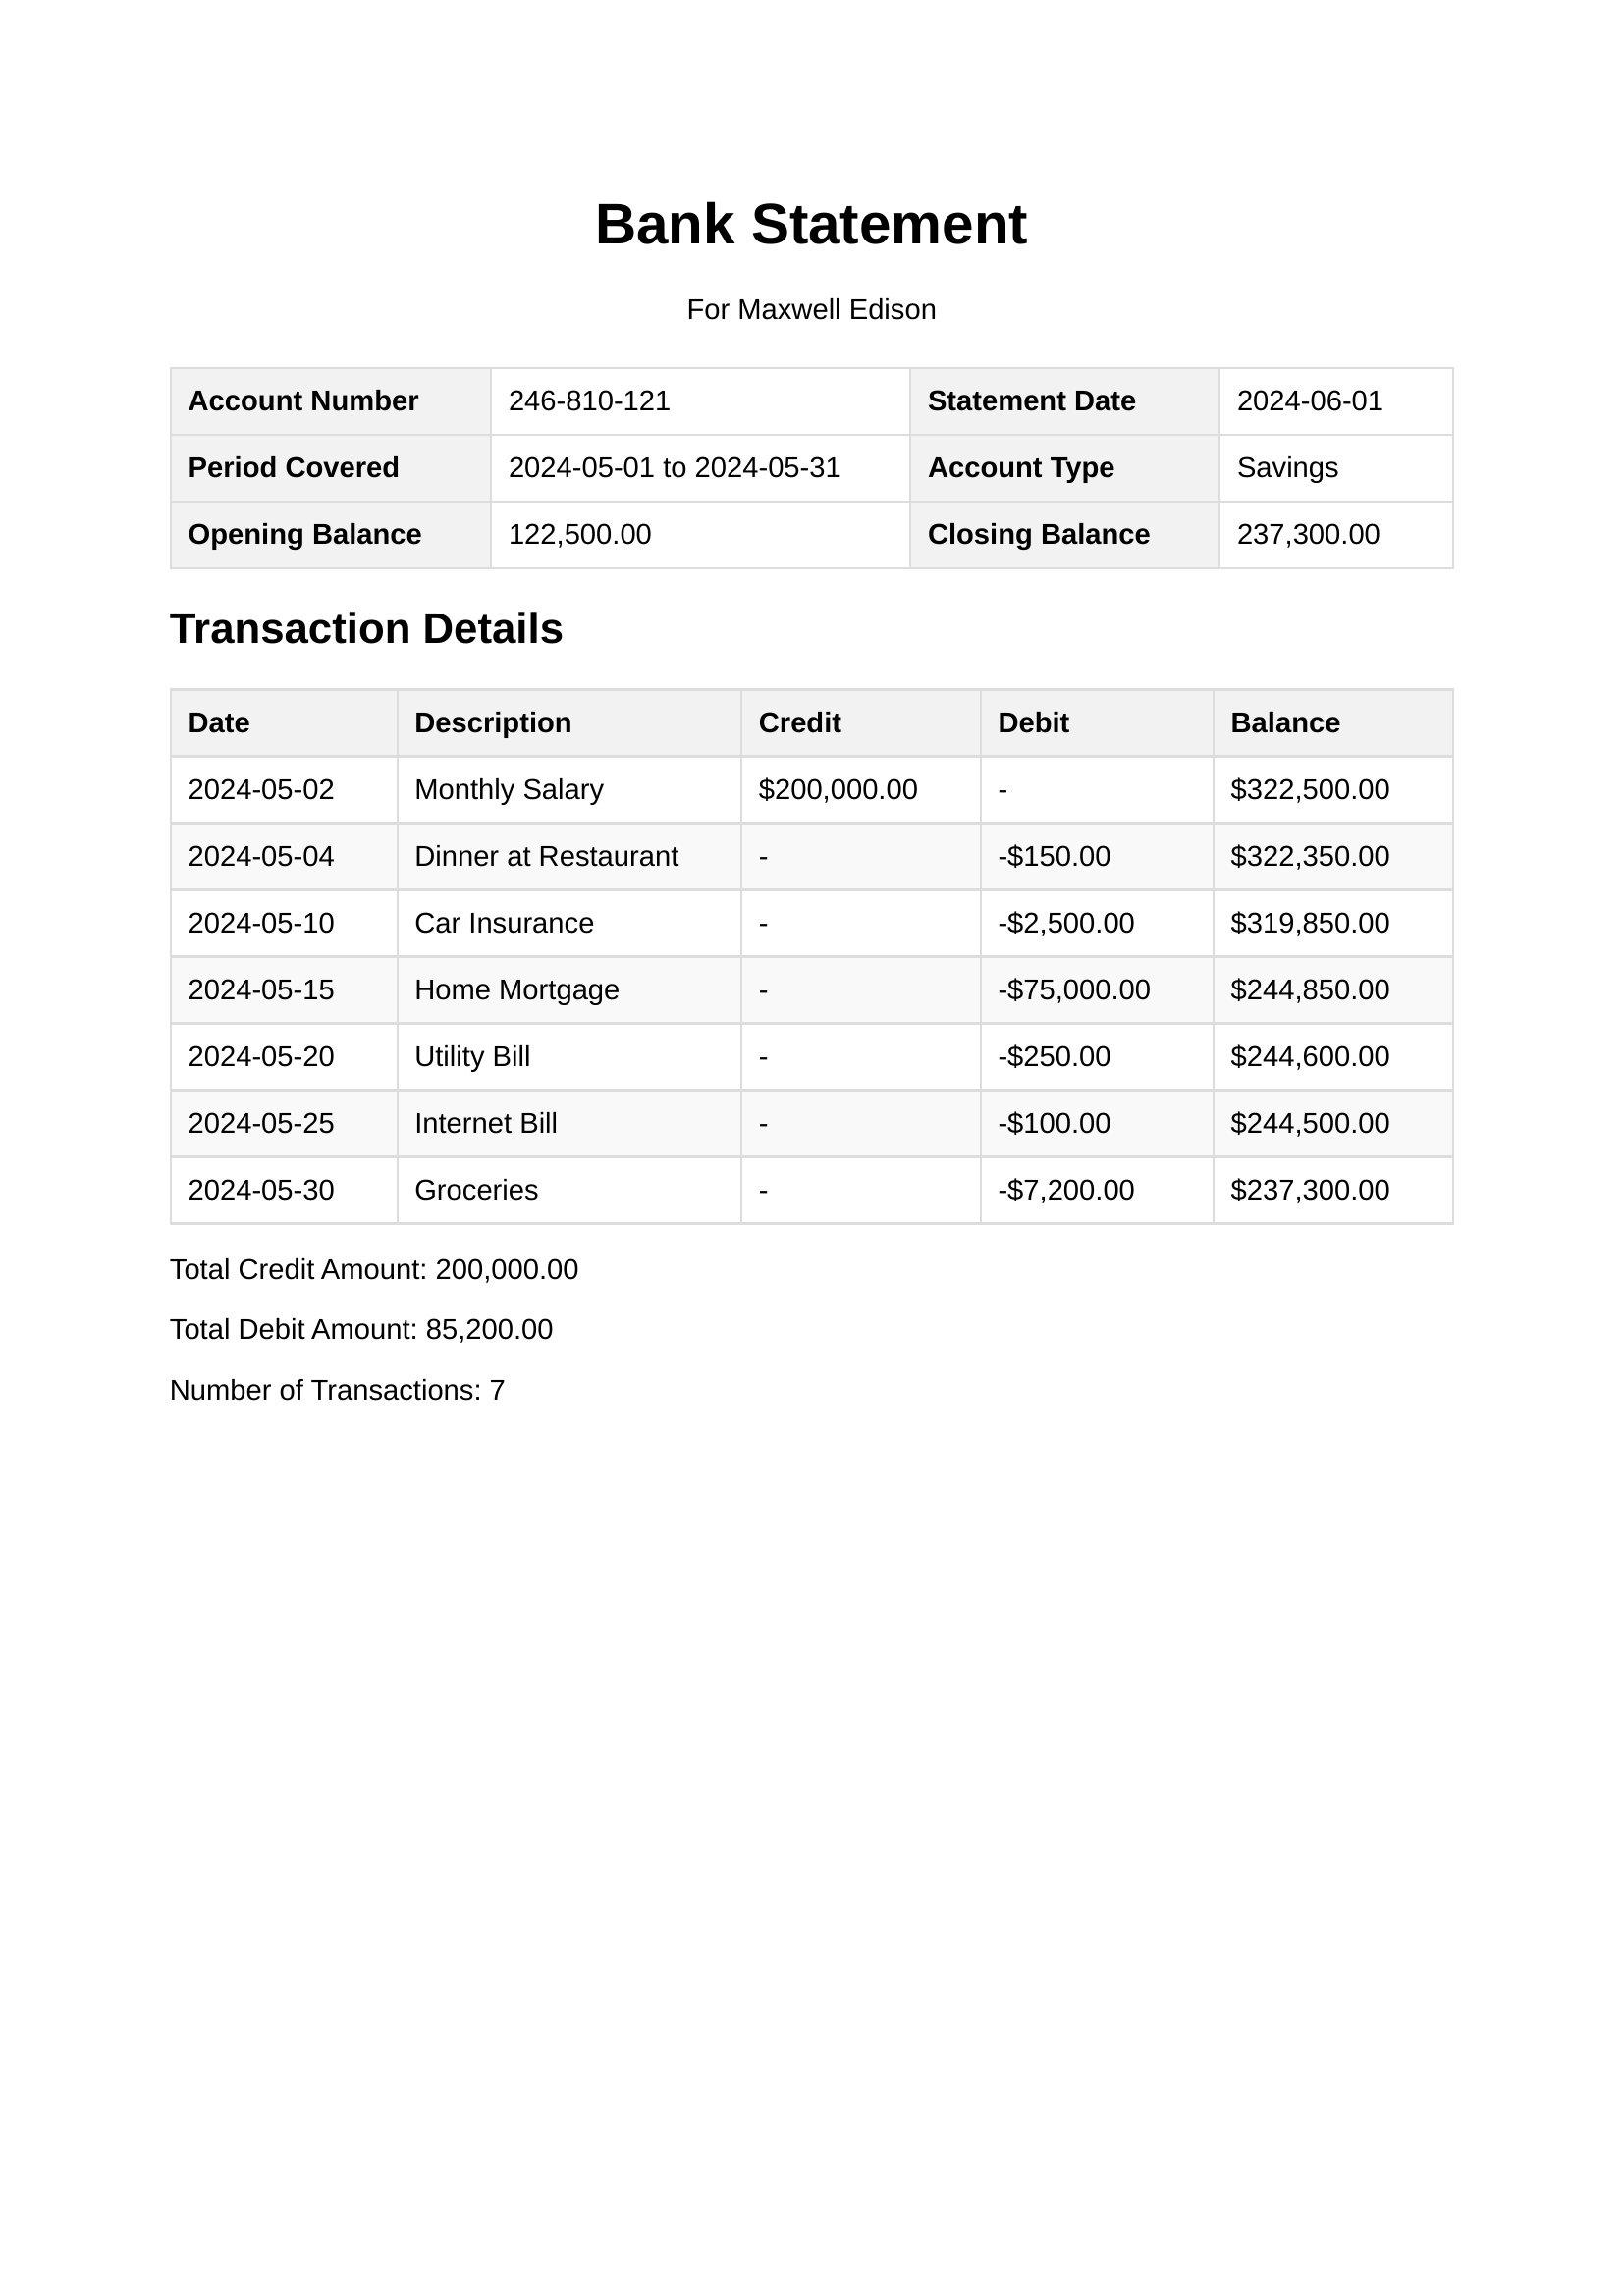 Bank Statement
For Maxwell Edison
Account Number 246-810-121 Statement Date 2024-06-01
Period Covered 2024-05-01 to 2024-05-31 Account Type Savings
Opening Balance 122,500.00 Closing Balance 237,300.00
Transaction Details
Date Description Credit Debit Balance
2024-05-02 Monthly Salary $200,000.00 - $322,500.00
2024-05-04 Dinner at Restaurant - -$150.00 $322,350.00
2024-05-10 Car Insurance - -$2,500.00 $319,850.00
2024-05-15 Home Mortgage - -$75,000.00 $244,850.00
2024-05-20 Utility Bill - -$250.00 $244,600.00
2024-05-25 Internet Bill - -$100.00 $244,500.00
2024-05-30 Groceries - -$7,200.00 $237,300.00
Total Credit Amount: 200,000.00
Total Debit Amount: 85,200.00
Number of Transactions: 7